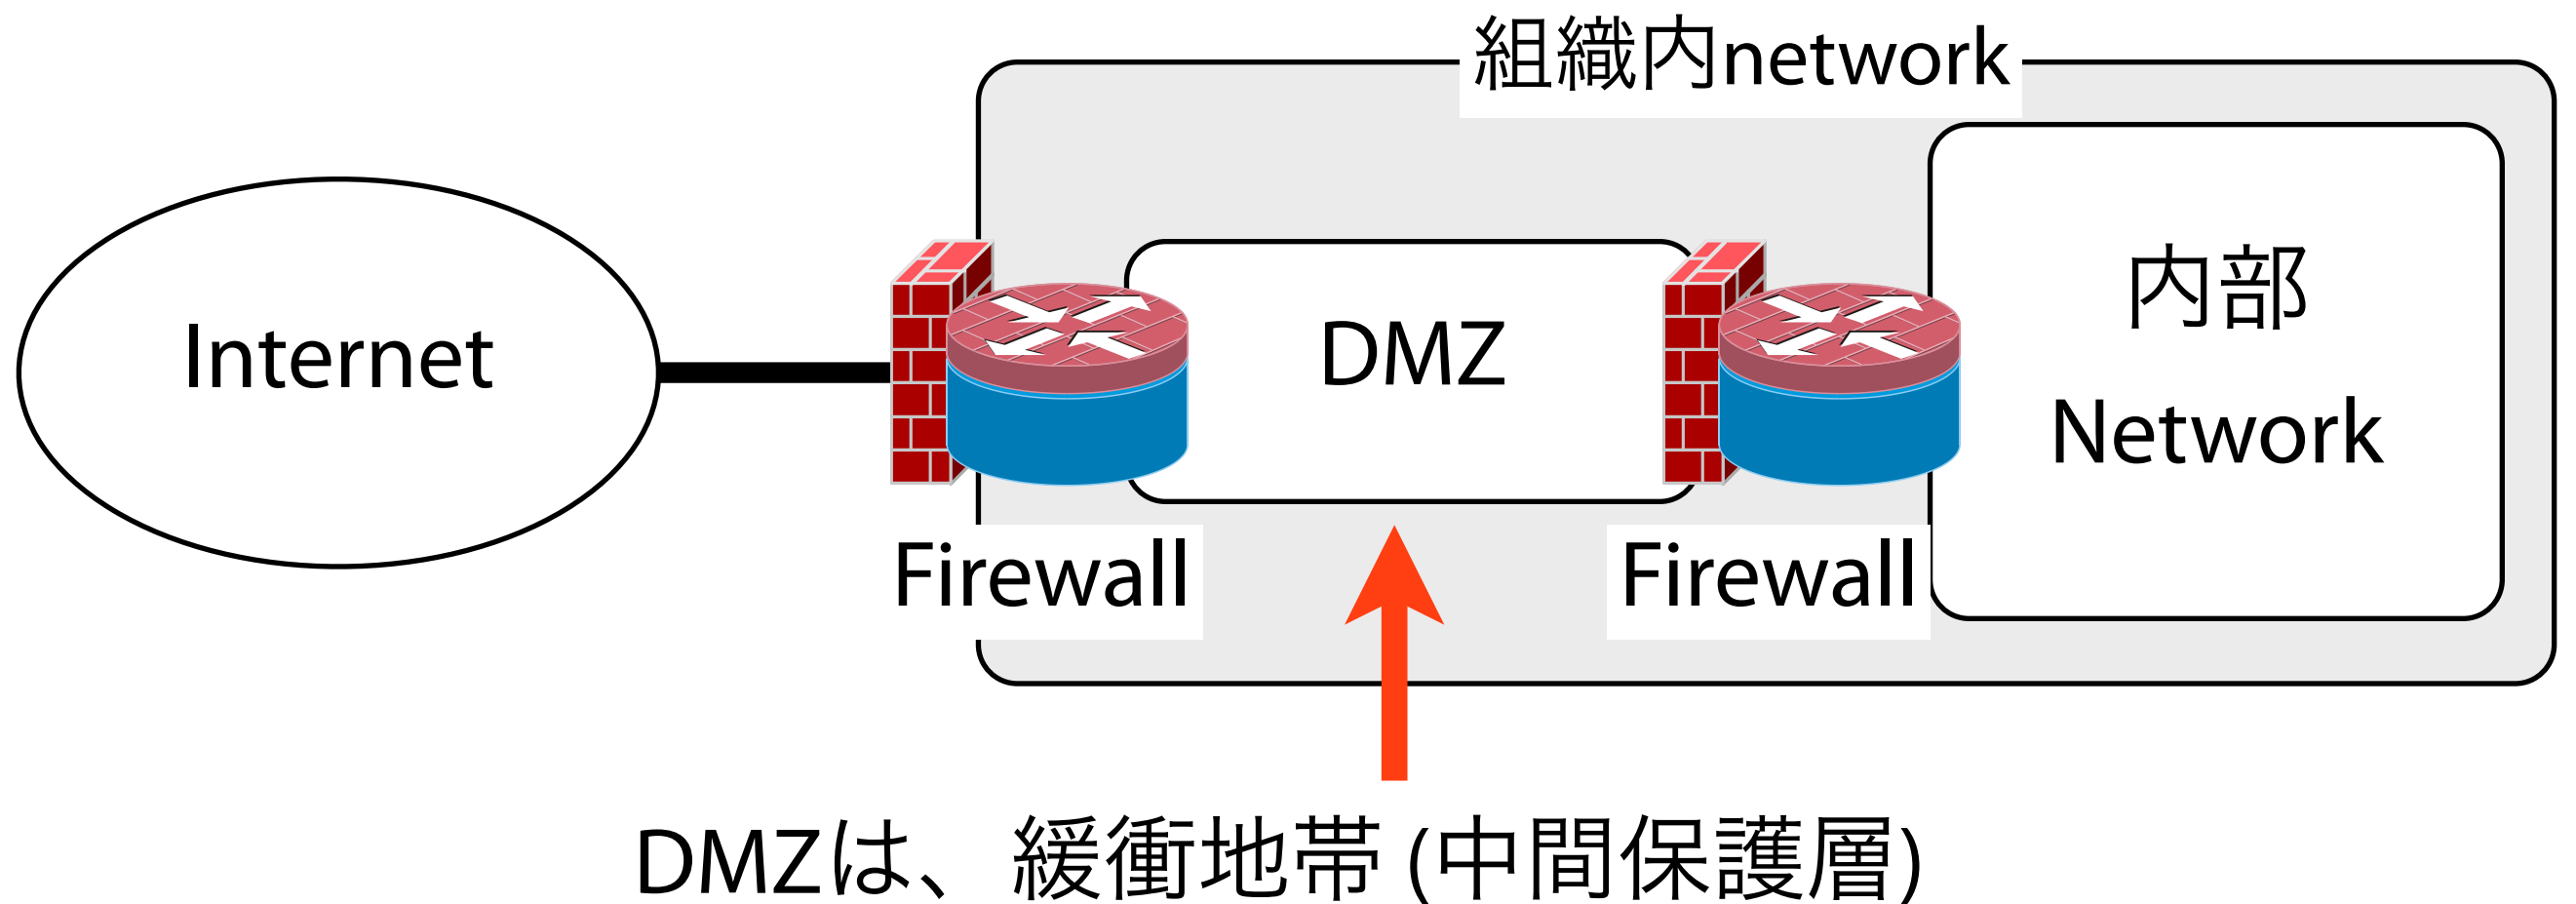 組織内network
Internet
DMZ
内部
Network
Firewall
Firewall
DMZは、緩衝地帯 (中間保護層)